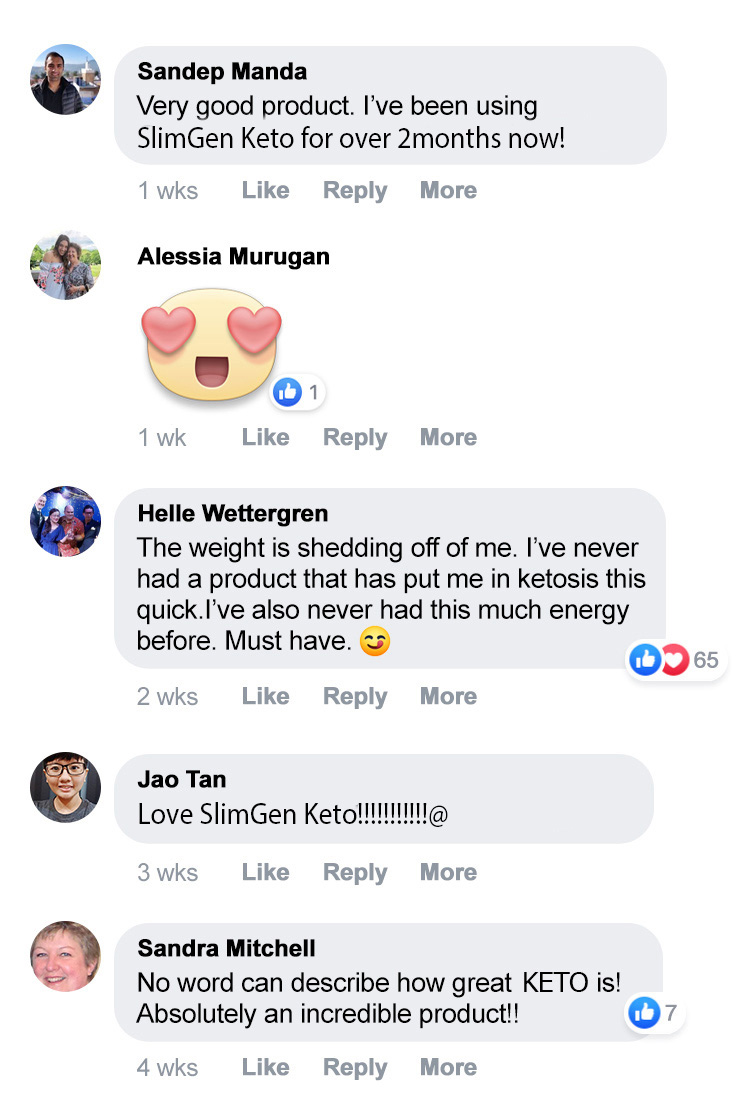 Sandep Manda
Very good product. I’ve been using
SlimGen Keto for over 2months now!
1 wks Like Reply More
Alessia Murugan
1
1 wk Like Reply More
Helle Wettergren
The weight is shedding off of me. I’ve never
had a product that has put me in ketosis this
quick.I’ve also never had this much energy
before. Must have. 😋
65
2 wks Like Reply More
Jao Tan
Love SlimGen Keto!!!!!!!!!!!@
3 wks Like Reply More
Sandra Mitchell
No word can describe how great KETO is!
Absolutely an incredible product!!
7
4 wks Like Reply More